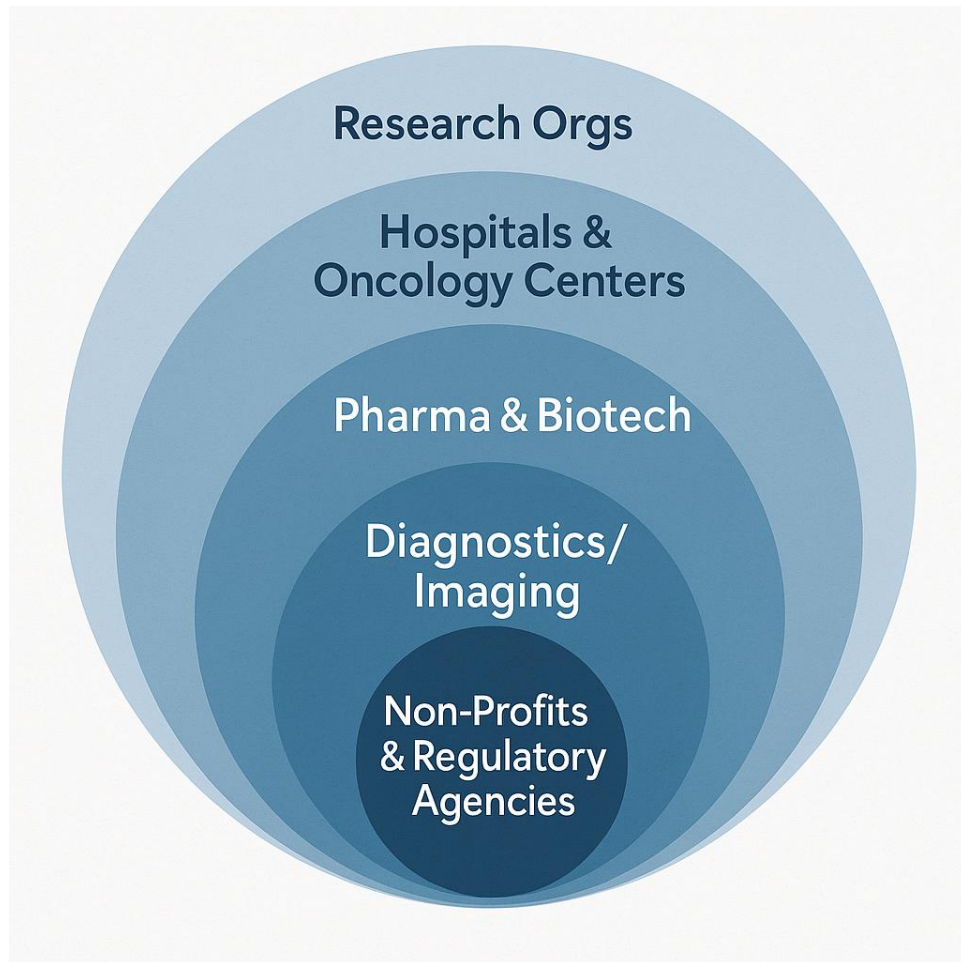 Research Orgs
Hospitals &
Oncology Centers
Pharma & Biotech
Diagnostics/
Imaging
Non-Profits
& Regulatory
Agencies